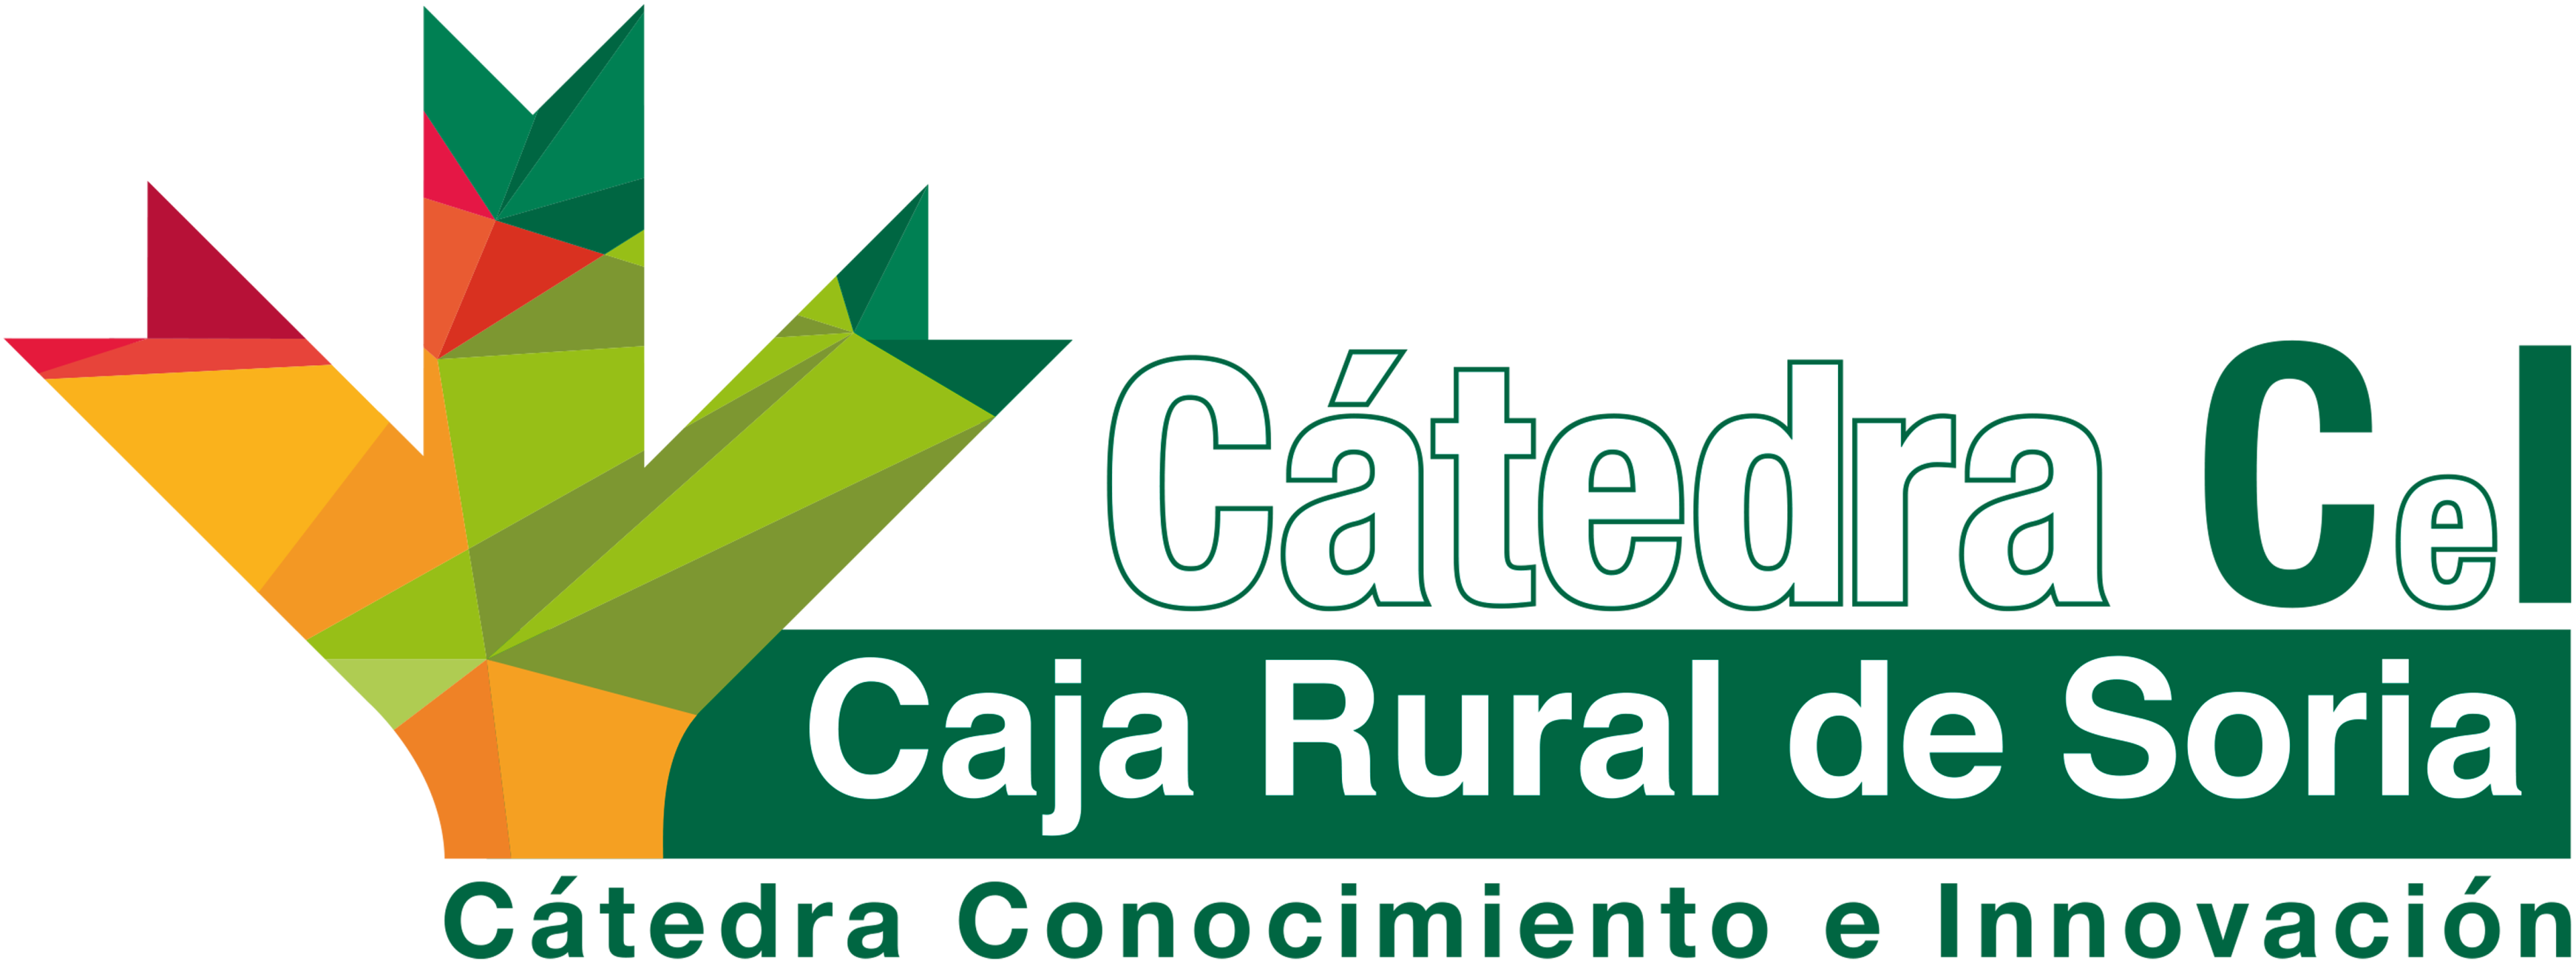 Cátedra CeI
Caja Rural de Soria
Cátedra Conocimiento e Innovación